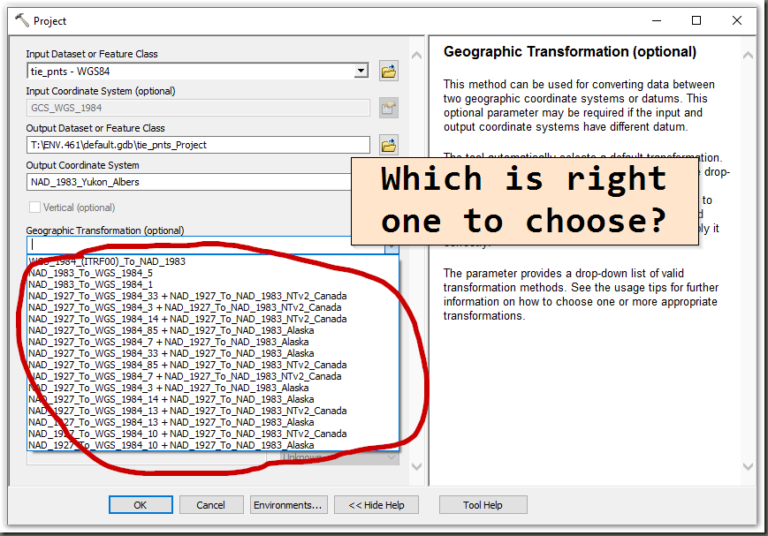 Project
Input Dataset or Feature Class
tie_pnts - WGS84
Input Coordinate System (optional)
GCS_WGS_1984
Output Dataset or Feature Class
T:\ENV.461\default.gdb\tie_pnts_Project
Output Coordinate System
NAD_1983_Yukon_Albers
Vertical (optional)
Geographic Transformation (optional)
WGS_1984_(ITRF00)_To_NAD_1983
NAD_1983_To_WGS_1984_5
NAD_1983_To_WGS_1984_1
NAD_1927_To_WGS_1984_33 + NAD_1927_To_NAD_1983_NTv2_Canada
NAD_1927_To_WGS_1984_3 + NAD_1927_To_NAD_1983_NTv2_Canada
NAD_1927_To_WGS_1984_14 + NAD_1927_To_NAD_1983_NTv2_Canada
NAD_1927_To_WGS_1984_85 + NAD_1927_To_NAD_1983_Alaska
NAD_1927_To_WGS_1984_7 + NAD_1927_To_NAD_1983_Alaska
NAD_1927_To_WGS_1984_33 + NAD_1927_To_NAD_1983_Alaska
NAD_1927_To_WGS_1984_85 + NAD_1927_To_NAD_1983_NTv2_Canada
NAD_1927_To_WGS_1984_7 + NAD_1927_To_NAD_1983_NTv2_Canada
NAD_1927_To_WGS_1984_3 + NAD_1927_To_NAD_1983_Alaska
NAD_1927_To_WGS_1984_14 + NAD_1927_To_NAD_1983_Alaska
NAD_1927_To_WGS_1984_13 + NAD_1927_To_NAD_1983_NTv2_Canada
NAD_1927_To_WGS_1984_13 + NAD_1927_To_NAD_1983_Alaska
NAD_1927_To_WGS_1984_10 + NAD_1927_To_NAD_1983_NTv2_Canada
NAD_1927_To_WGS_1984_10 + NAD_1927_To_NAD_1983_Alaska
Unknown
OK
Cancel
Environments...
<< Hide Help
Tool Help
Which is right
one to choose?
Geographic Transformation (optional)
This method can be used for converting data between
two geographic coordinate systems or datums. This
optional parameter may be required if the input and
output coordinate systems have different datum.
The tool automatically selects a default transformation.
drop-
to
The parameter provides a drop-down list of valid
transformation methods. See the usage tips for further
information on how to choose one or more appropriate
transformations.